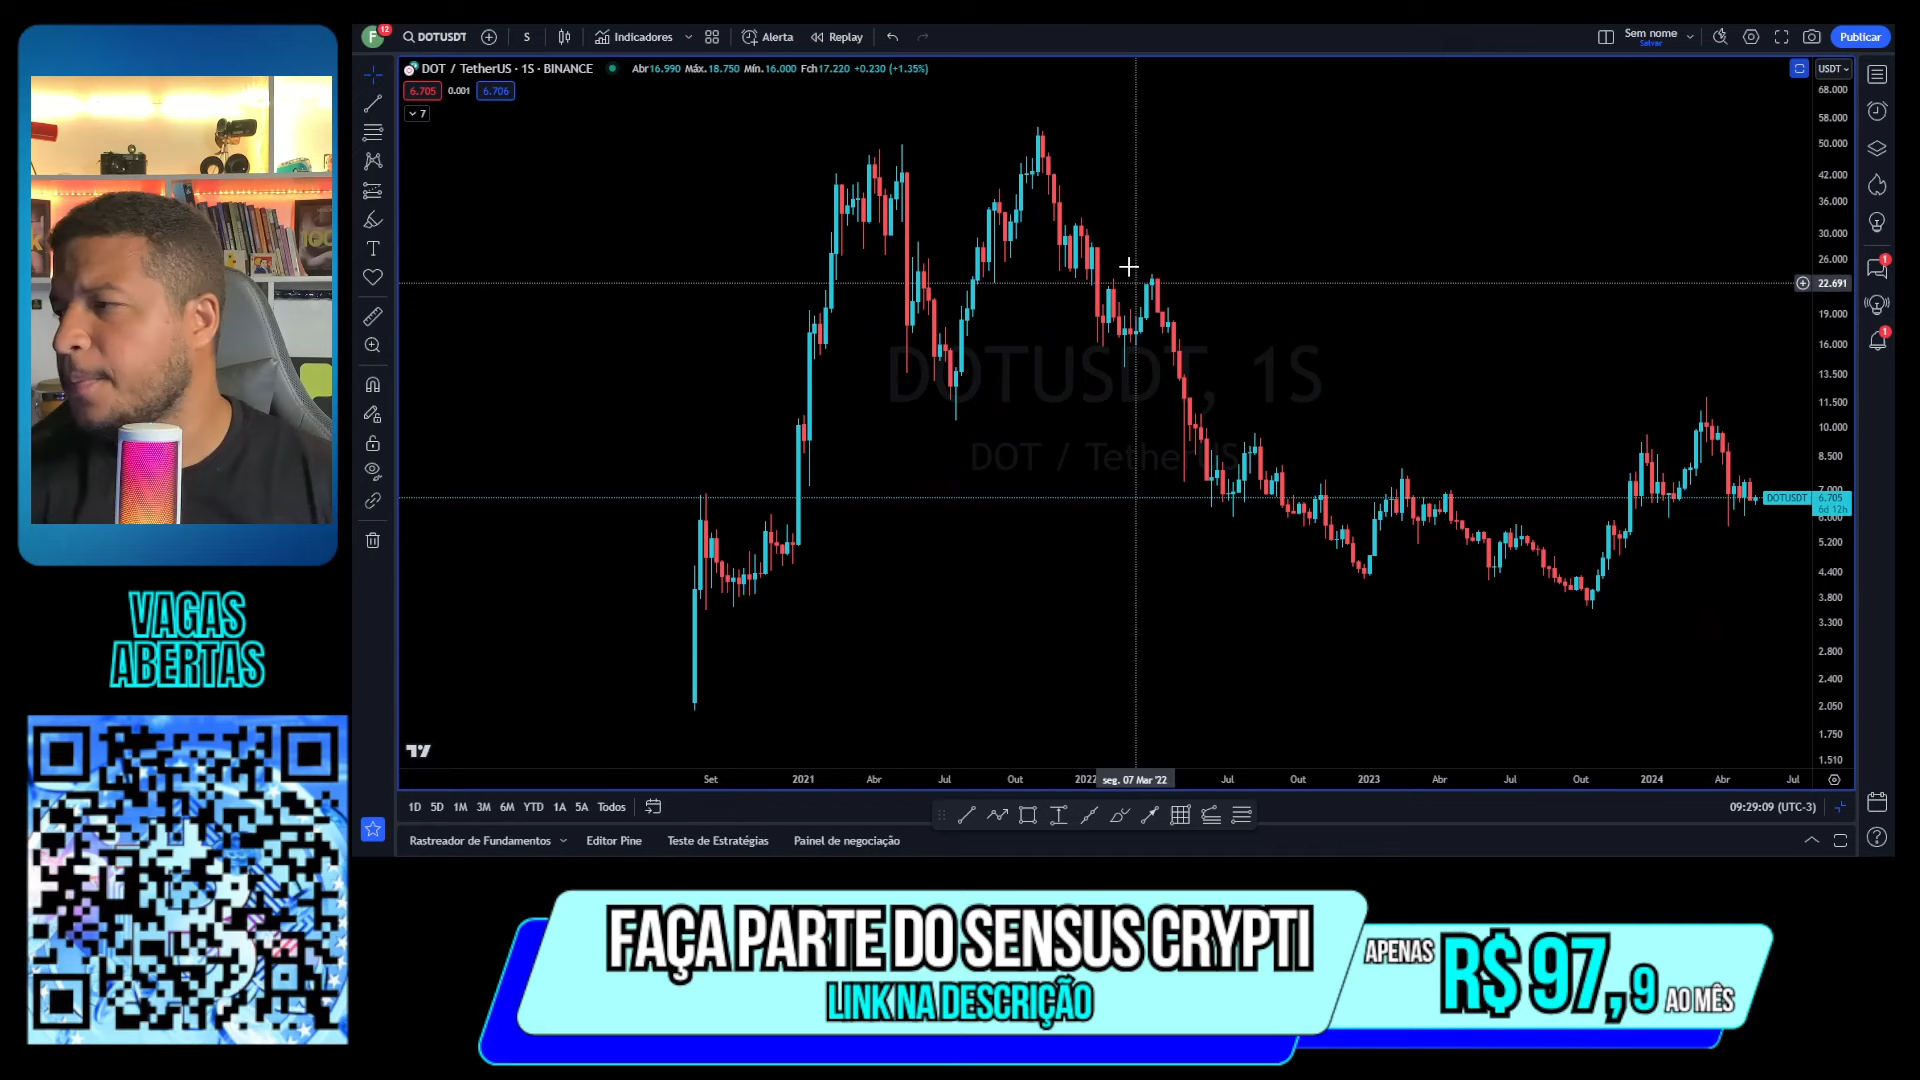 12
DOTUSDT
S
Indicadores
Alerta
Replay
Sem nome
Salvar
Publicar
DOT / TetherUS · 1S · BINANCE
Abr16.990 Máx.18.750 Mín.16.000 Fch17.220 +0.230 (+1.35%)
USDT
6.705
0.001
6.706
7
68.000
58.000
50.000
42.000
36.000
30.000
26.000
22.691
19.000
16.000
13.500
11.500
10.000
8.500
7.000
DOTUSDT
6.705
6d 12h
6.000
5.200
4.400
3.800
3.300
2.800
2.400
2.050
1.750
1.510
DOTUSDT, 1S
DOT / TetherUS
1
1
Set
2021
Abr
Jul
Out
2022
seg. 07 Mar '22
Jul
Out
2023
Abr
Jul
Out
2024
Abr
Jul
1D
5D
1M
3M
6M
YTD
1A
5A
Todos
09:29:09 (UTC-3)
Rastreador de Fundamentos
Editor Pine
Teste de Estratégias
Painel de negociação
VAGAS
ABERTAS
FAÇA PARTE DO SENSUS CRYPTI
LINK NA DESCRIÇÃO
APENAS
R$ 97,9
AO MÊS